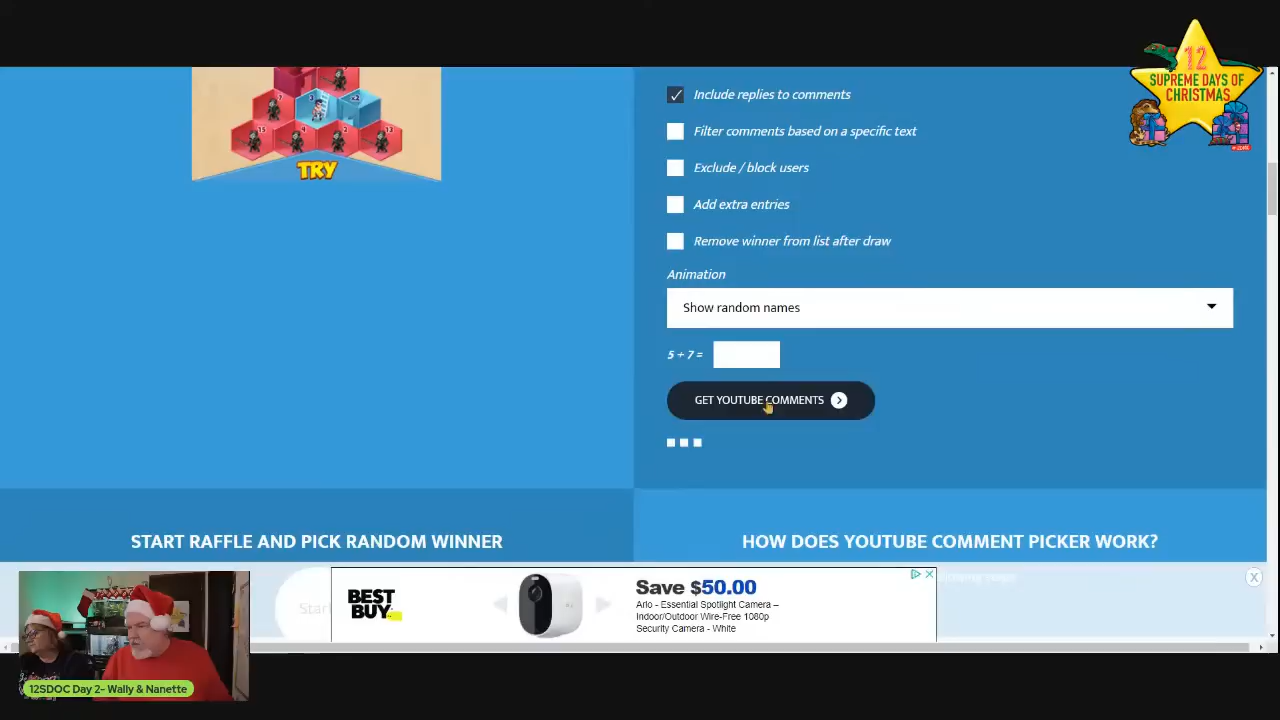 12
SUPREME DAYS OF
CHRISTMAS
Include replies to comments
Filter comments based on a specific text
Exclude / block users
Add extra entries
Remove winner from list after draw
Animation
Show random names
5 + 7 =
GET YOUTUBE COMMENTS
TRY
START RAFFLE AND PICK RANDOM WINNER
HOW DOES YOUTUBE COMMENT PICKER WORK?
Start
BEST
BUY
Save $50.00
Arlo - Essential Spotlight Camera –
Indoor/Outdoor Wire-Free 1080p
Security Camera - White
12SDOC Day 2- Wally & Nanette